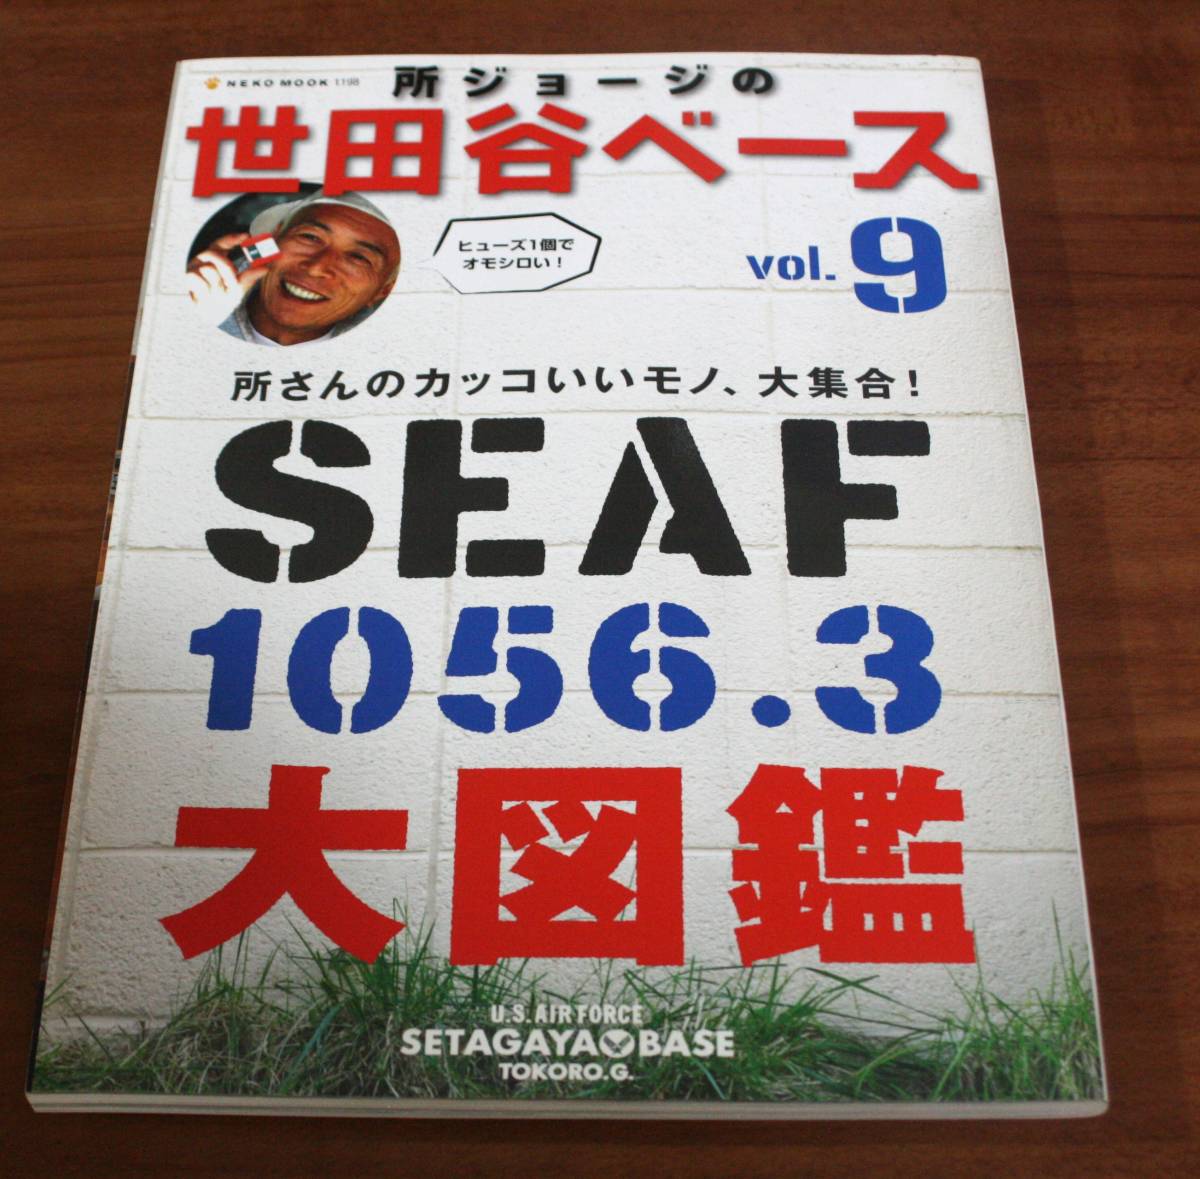 NEKO MOOK 1198
所ジョージの
世田谷ベース
ヒューズ1個で
オモシロい！
vol.9
所さんのカッコいいモノ、大集合！
SEAF
1056.3
大図鑑
U.S. AIR FORCE
SETAGAYA BASE
TOKORO.G.